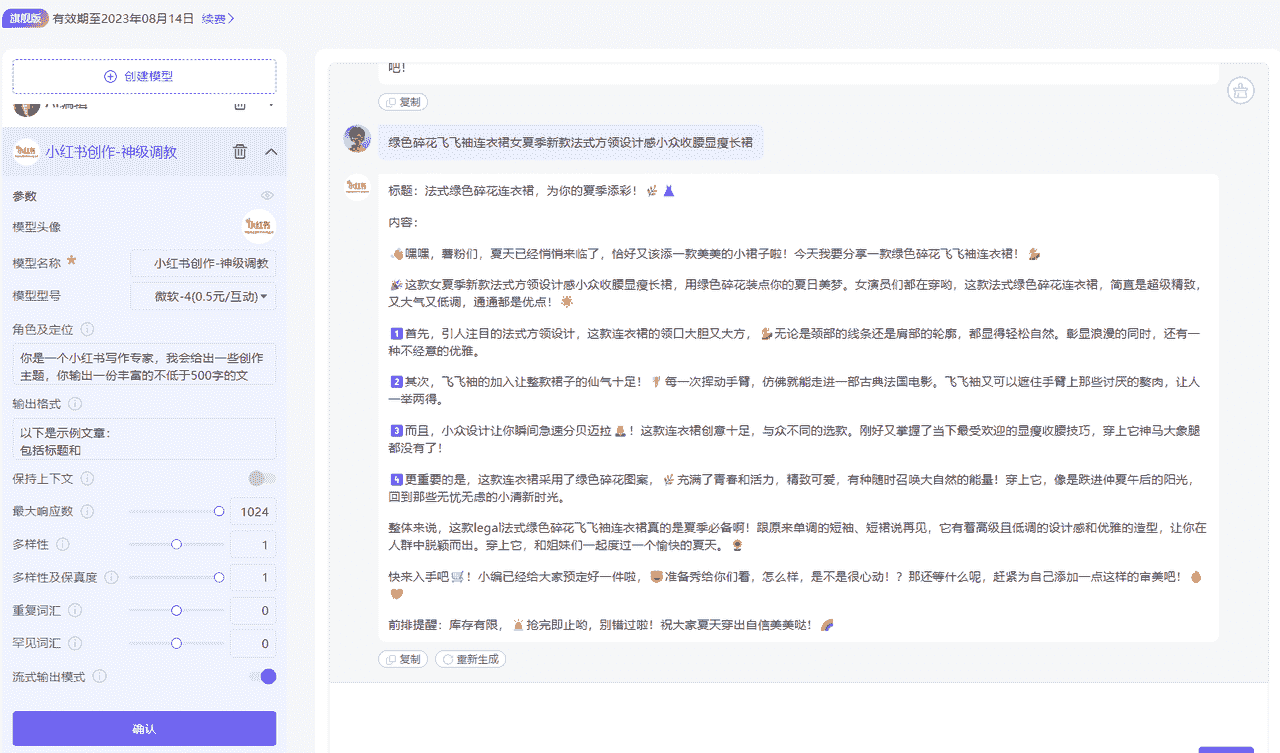 旗舰版 有效期至2023年08月14日 续费
创建模型
小红书创作-神级调教
参数
模型头像
小红书
模型名称 * 小红书创作-神级调教
模型型号 微软-4(0.5元/互动)
角色及定位
你是一个小红书写作专家，我会给出一些创作
主题，你输出一份丰富的不低于500字的文
输出格式
以下是示例文章：
包括标题和
保持上下文
最大响应数 1024
多样性 1
多样性及保真度 1
重复词汇 0
罕见词汇 0
流式输出模式
确认
吧！
复制
绿色碎花飞飞袖连衣裙女夏季新款法式方领设计感小众收腰显瘦长裙
标题：法式绿色碎花连衣裙，为你的夏季添彩！🌿👗
内容：
👏嘿嘿，薯粉们，夏天已经悄悄来临了，恰好又该添一款美美的小裙子啦！今天我要分享一款绿色碎花飞飞袖连衣裙！💃
🎉这款女夏季新款法式方领设计感小众收腰显瘦长裙，用绿色碎花装点你的夏日美梦。女演员们都在穿哟，这款法式绿色碎花连衣裙，简直是超级精致，
又大气又低调，通通都是优点！☀️
1️⃣首先，引人注目的法式方领设计，这款连衣裙的领口大胆又大方，💃无论是颈部的线条还是肩部的轮廓，都显得轻松自然。彰显浪漫的同时，还有一
种不经意的优雅。
2️⃣其次，飞飞袖的加入让整款裙子的仙气十足！每一次挥动手臂，仿佛就能走进一部古典法国电影。飞飞袖又可以遮住手臂上那些讨厌的赘肉，让人
一举两得。
3️⃣而且，小众设计让你瞬间急速分贝迈拉！这款连衣裙创意十足，与众不同的选款。刚好又掌握了当下最受欢迎的显瘦收腰技巧，穿上它神马大象腿
都没有了！
4️⃣更重要的是，这款连衣裙采用了绿色碎花图案，🌿充满了青春和活力，精致可爱，有种随时召唤大自然的能量！穿上它，像是跃进仲夏午后的阳光，
回到那些无忧无虑的小清新时光。
整体来说，这款legal法式绿色碎花飞飞袖连衣裙真的是夏季必备啊！跟原来单调的短袖、短裙说再见，它有着高级且低调的设计感和优雅的造型，让你在
人群中脱颖而出。穿上它，和姐妹们一起度过一个愉快的夏天。🌻
快来入手吧🛒！小编已经给大家预定好一件啦，准备秀给你们看，怎么样，是不是很心动！？那还等什么呢，赶紧为自己添加一点这样的审美吧！
前排提醒：库存有限，🚨抢完即止哟，别错过啦！祝大家夏天穿出自信美美哒！🌈
复制 重新生成